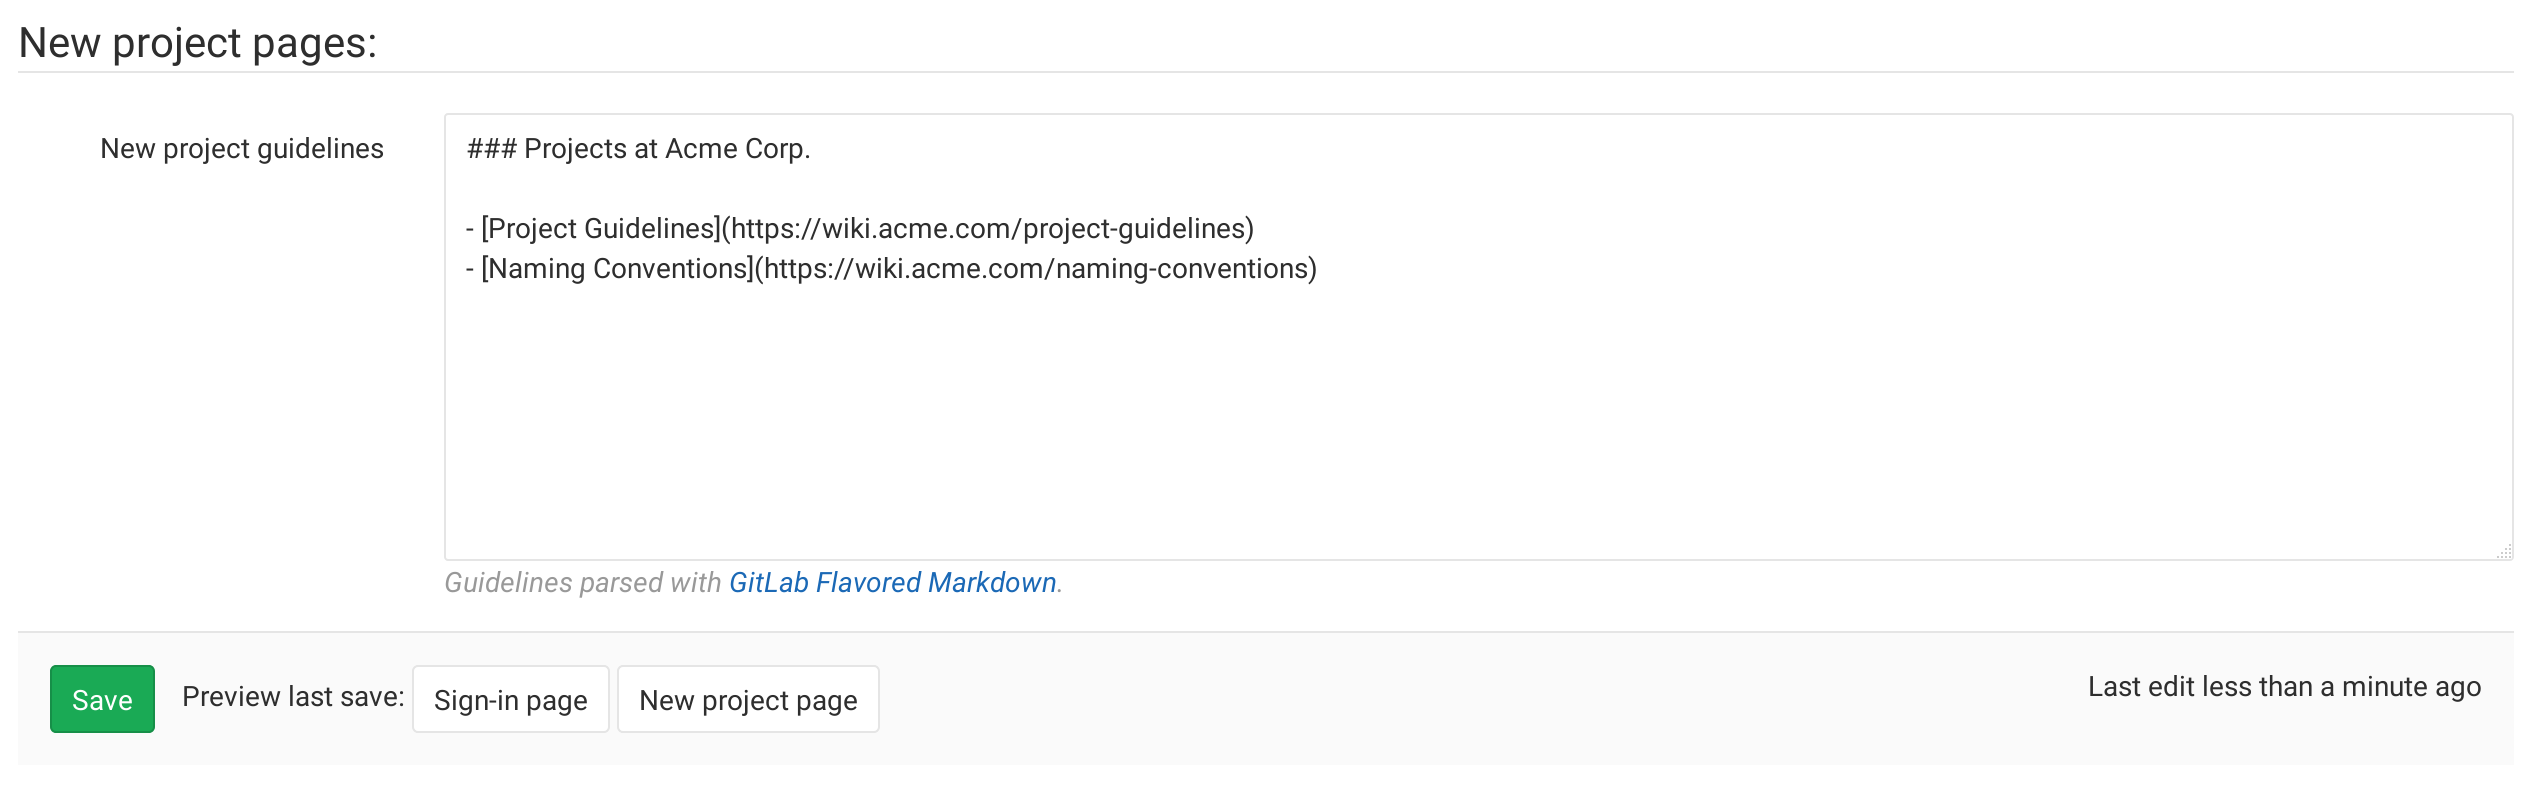 New project pages:
New project guidelines
### Projects at Acme Corp.
- [Project Guidelines](https://wiki.acme.com/project-guidelines)
- [Naming Conventions](https://wiki.acme.com/naming-conventions)
Guidelines parsed with GitLab Flavored Markdown.
Save Preview last save: Sign-in page New project page Last edit less than a minute ago